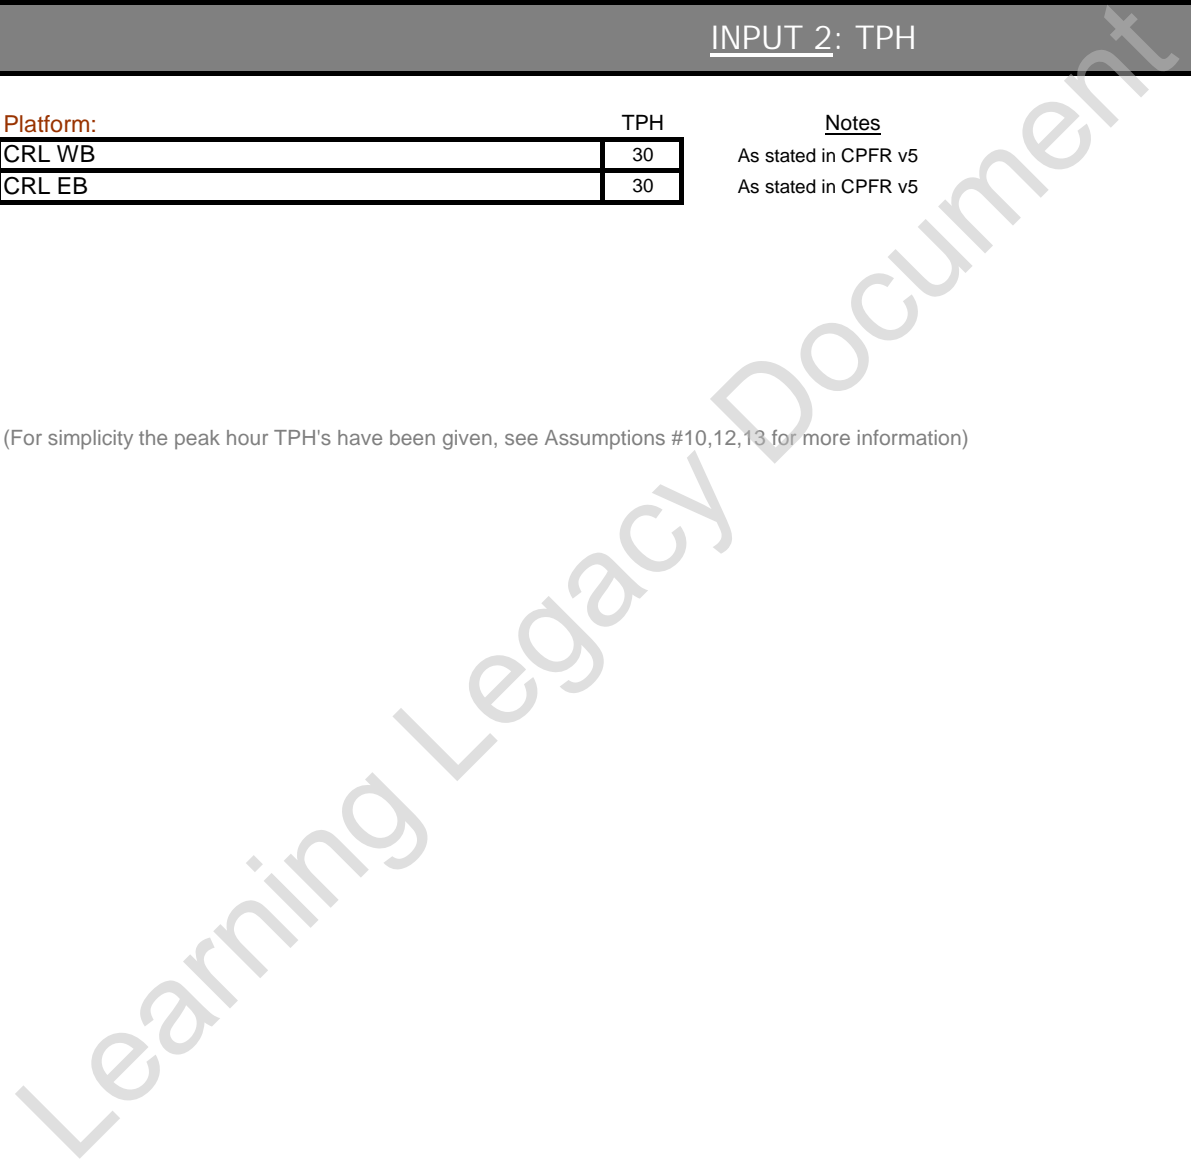 INPUT 2: TPH
Platform: TPH Notes
CRL WB 30 As stated in CPFR v5
CRL EB 30 As stated in CPFR v5
(For simplicity the peak hour TPH's have been given, see Assumptions #10,12,13 for more information)
Learning Legacy Document